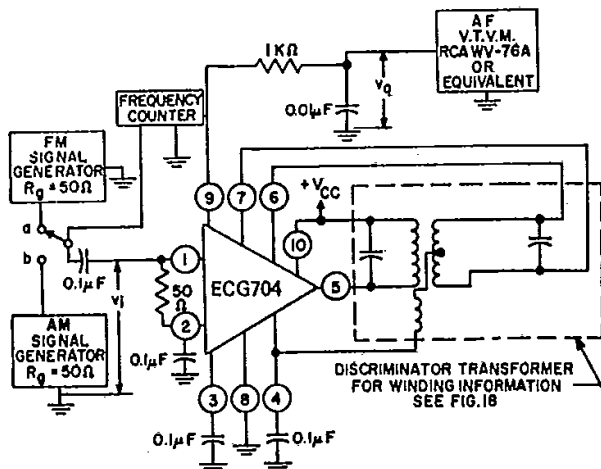 AF
V.T.V.M.
RCA WV-76A
OR
EQUIVALENT
1KΩ
0.01μF
vo
FREQUENCY
COUNTER
FM
SIGNAL
GENERATOR
Rg = 50Ω
a
b
0.1μF
vi
AM
SIGNAL
GENERATOR
Rg = 50Ω
50
Ω
0.1μF
9
7
6
+VCC
10
1
ECG704
5
2
3
8
4
0.1μF
0.1μF
DISCRIMINATOR TRANSFORMER
FOR WINDING INFORMATION
SEE FIG.18